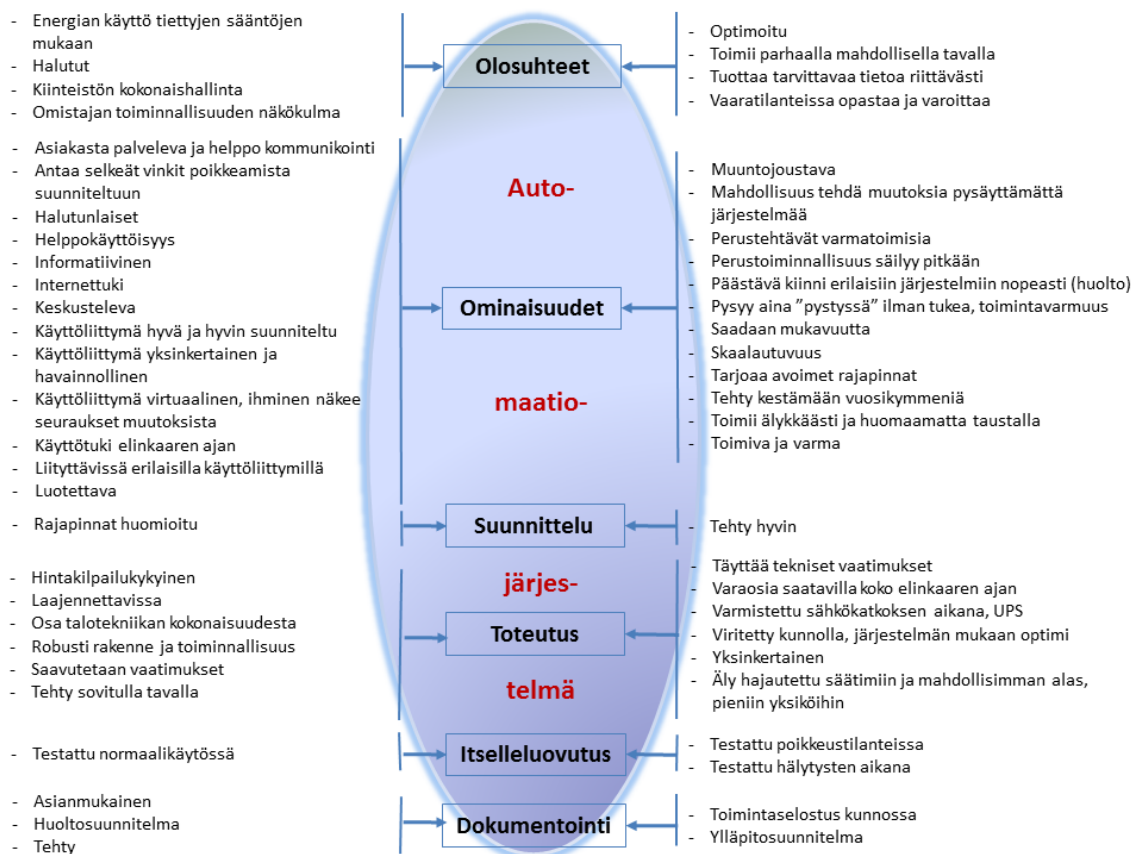 - Energian käyttö tiettyjen sääntöjen
mukaan
- Halutut
- Kiinteistön kokonaishallinta
- Omistajan toiminnallisuuden näkökulma
Olosuhteet
- Optimoitu
- Toimii parhaalla mahdollisella tavalla
- Tuottaa tarvittavaa tietoa riittävästi
- Vaaratilanteissa opastaa ja varoittaa
- Asiakasta palveleva ja helppo kommunikointi
- Antaa selkeät vinkit poikkeamista
suunniteltuun
- Halutunlaiset
- Helppokäyttöisyys
- Informatiivinen
- Internettuki
- Keskusteleva
- Käyttöliittymä hyvä ja hyvin suunniteltu
- Käyttöliittymä yksinkertainen ja
havainnollinen
- Käyttöliittymä virtuaalinen, ihminen näkee
seuraukset muutoksista
- Käyttötuki elinkaaren ajan
- Liityttävissä erilaisilla käyttöliittymillä
- Luotettava
Auto-
Ominaisuudet
maatio-
- Muuntojoustava
- Mahdollisuus tehdä muutoksia pysäyttämättä
järjestelmää
- Perustehtävät varmatoimisia
- Perustoiminnallisuus säilyy pitkään
- Päästävä kiinni erilaisiin järjestelmiin nopeasti (huolto)
- Pysyy aina ”pystyssä” ilman tukea, toimintavarmuus
- Saadaan mukavuutta
- Skaalautuvuus
- Tarjoaa avoimet rajapinnat
- Tehty kestämään vuosikymmeniä
- Toimii älykkäästi ja huomaamatta taustalla
- Toimiva ja varma
- Rajapinnat huomioitu
Suunnittelu
- Tehty hyvin
- Hintakilpailukykyinen
- Laajennettavissa
- Osa talotekniikan kokonaisuudesta
- Robusti rakenne ja toiminnallisuus
- Saavutetaan vaatimukset
- Tehty sovitulla tavalla
järjes-
Toteutus
telmä
- Täyttää tekniset vaatimukset
- Varaosia saatavilla koko elinkaaren ajan
- Varmistettu sähkökatkoksen aikana, UPS
- Viritetty kunnolla, järjestelmän mukaan optimi
- Yksinkertainen
- Äly hajautettu säätimiin ja mahdollisimman alas,
pieniin yksiköihin
- Testattu normaalikäytössä
Itselleluovutus
- Testattu poikkeustilanteissa
- Testattu hälytysten aikana
- Asianmukainen
- Huoltosuunnitelma
- Tehty
Dokumentointi
- Toimintaselostus kunnossa
- Ylläpitosuunnitelma